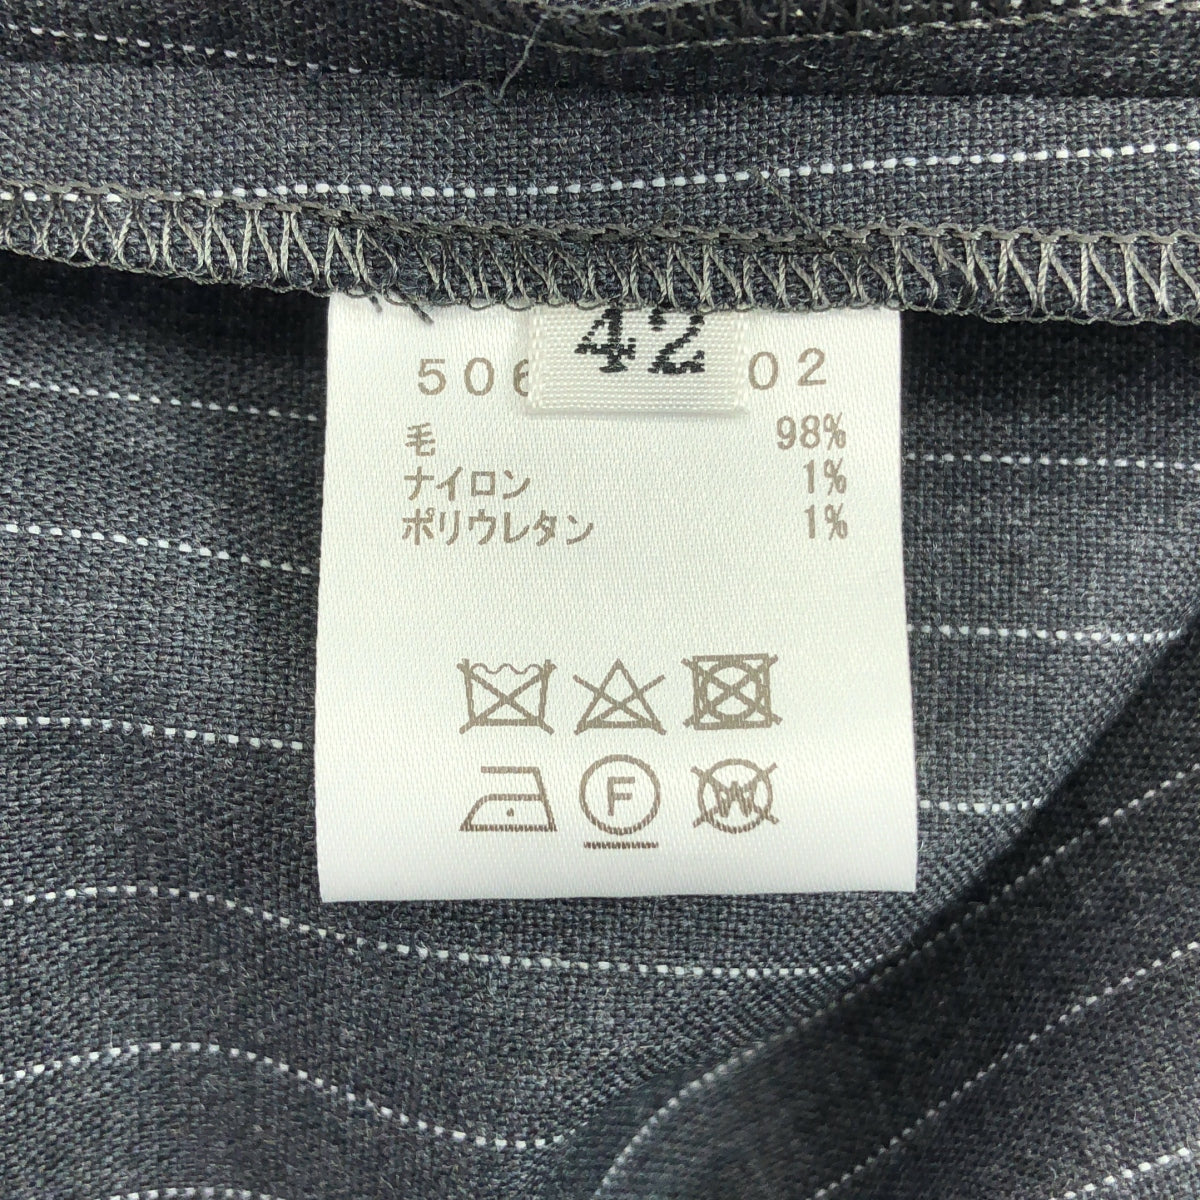 42
506 02
毛 98%
ナイロン 1%
ポリウレタン 1%
F W